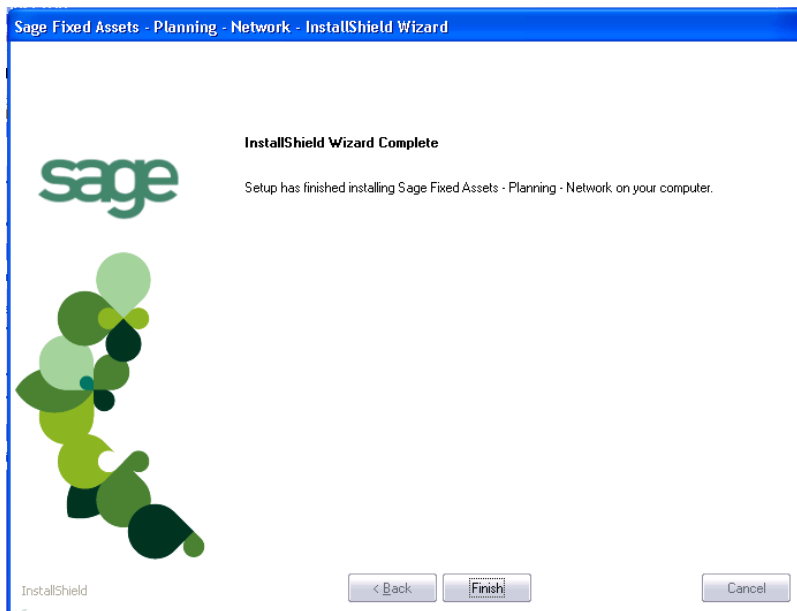 Sage Fixed Assets - Planning - Network - InstallShield Wizard
InstallShield Wizard Complete
sage
Setup has finished installing Sage Fixed Assets - Planning - Network on your computer.
InstallShield
< Back
Finish
Cancel